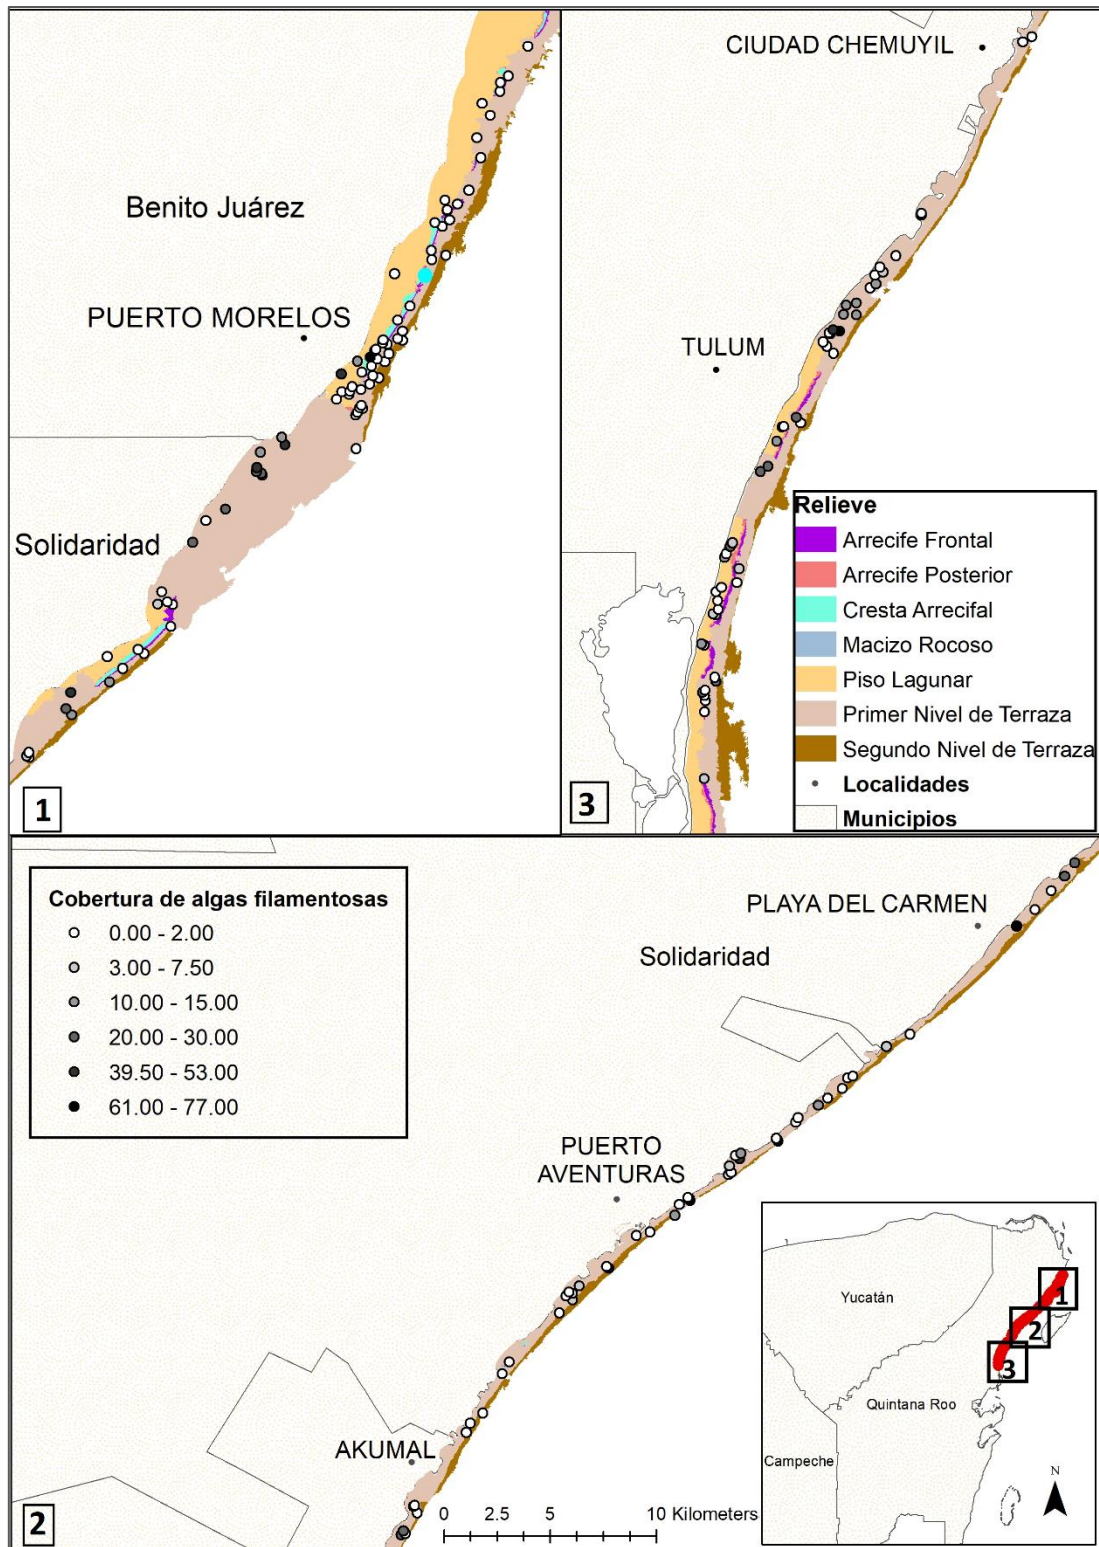 Benito Juárez
PUERTO MORELOS
Solidaridad
1
CIUDAD CHEMUYIL
TULUM
Relieve
Arrecife Frontal
Arrecife Posterior
Cresta Arrecifal
Macizo Rocoso
Piso Lagunar
Primer Nivel de Terraza
Segundo Nivel de Terraza
Localidades
Municipios
3
Cobertura de algas filamentosas
0.00 - 2.00
3.00 - 7.50
10.00 - 15.00
20.00 - 30.00
39.50 - 53.00
61.00 - 77.00
PLAYA DEL CARMEN
Solidaridad
PUERTO
AVENTURAS
AKUMAL
2
0 2.5 5 10 Kilometers
Yucatán
Quintana Roo
Campeche
1
2
3
N